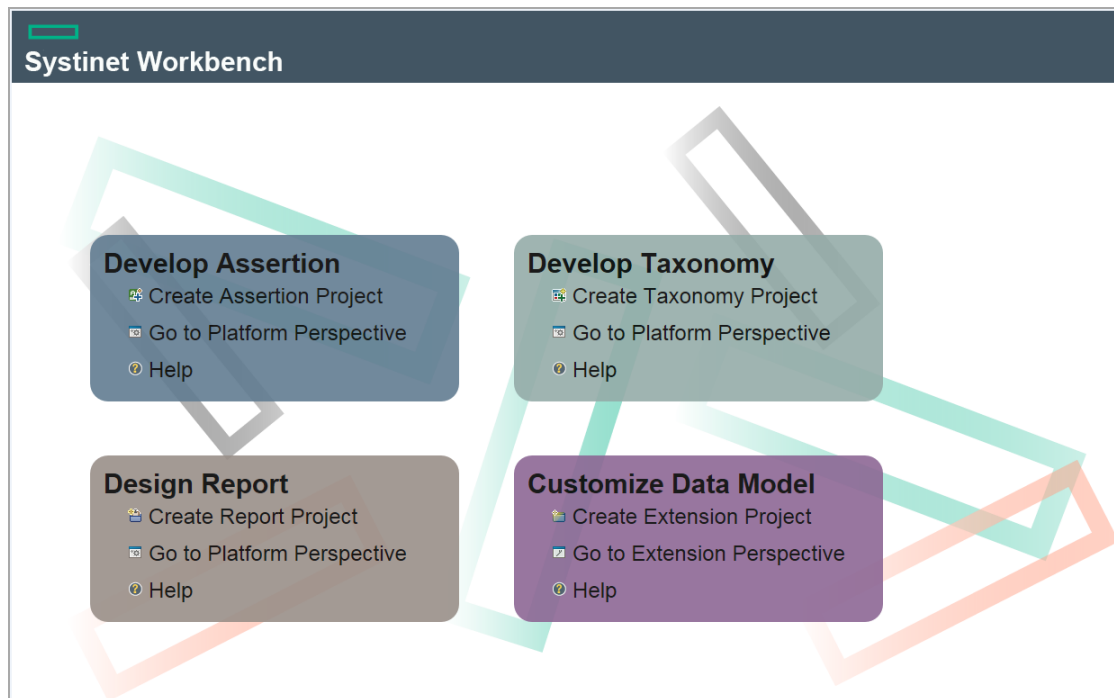 Systinet Workbench
Develop Assertion
Create Assertion Project
Go to Platform Perspective
Help
Develop Taxonomy
Create Taxonomy Project
Go to Platform Perspective
Help
Design Report
Create Report Project
Go to Platform Perspective
Help
Customize Data Model
Create Extension Project
Go to Extension Perspective
Help